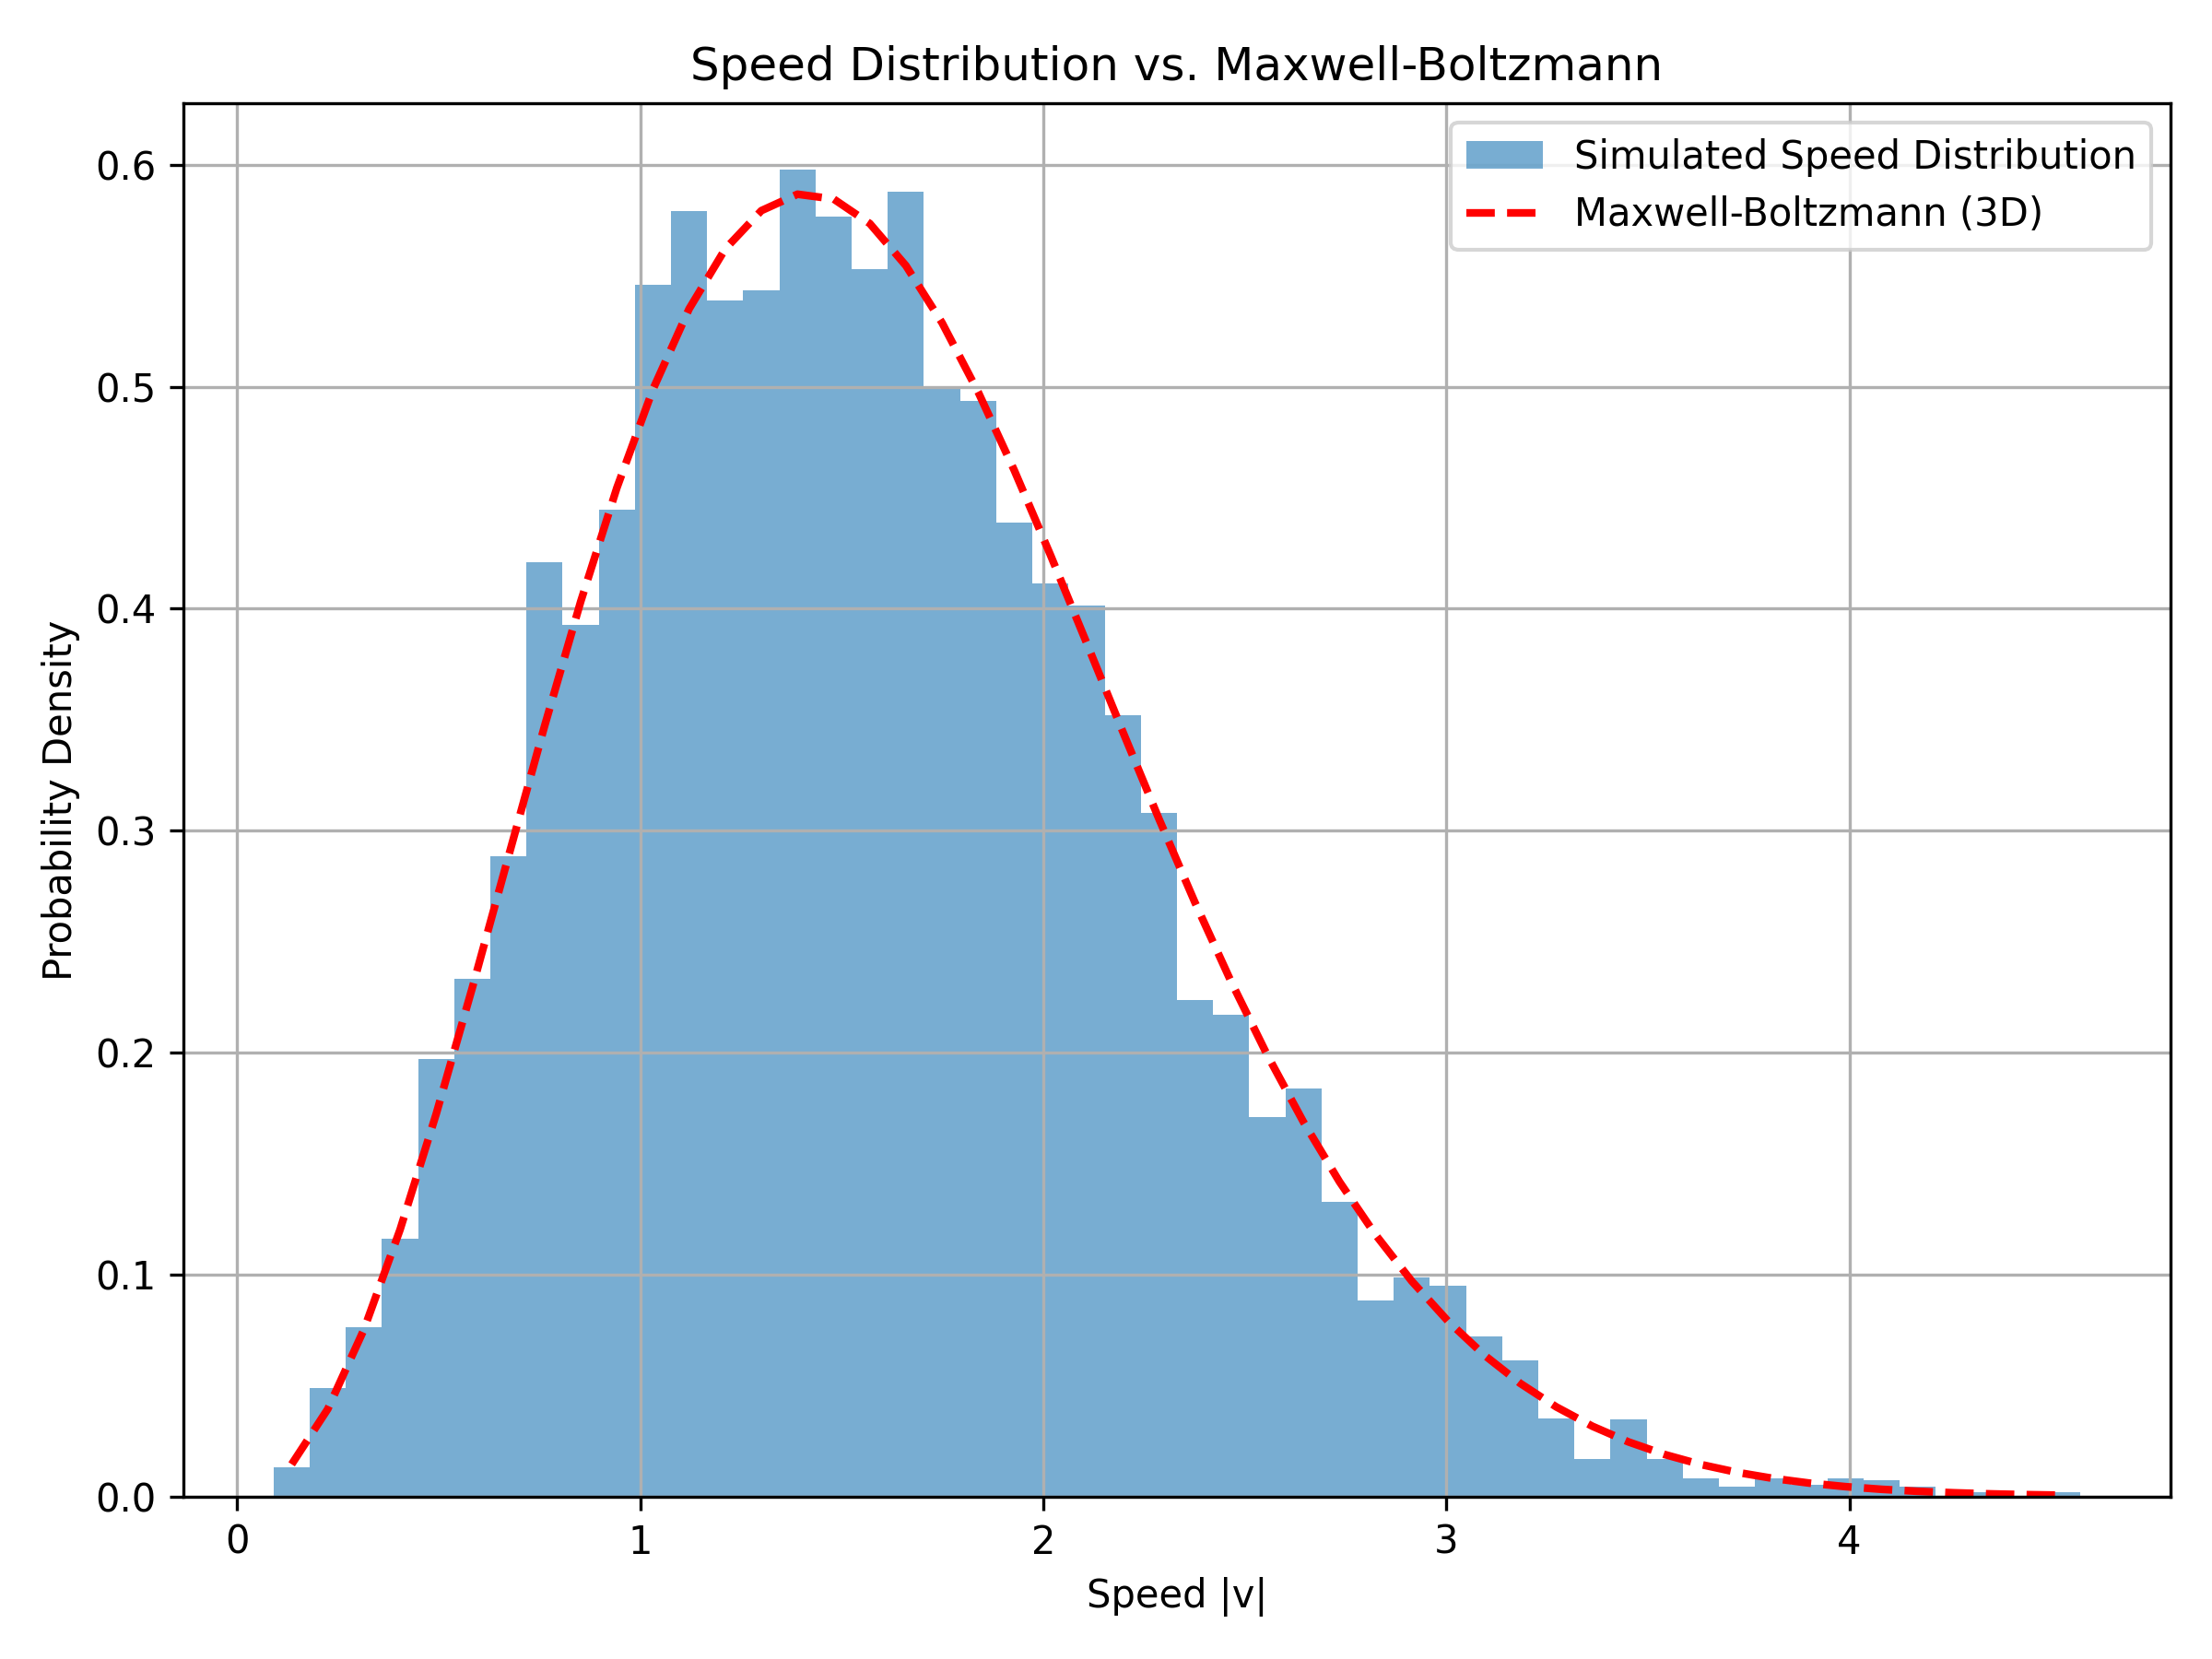 Speed Distribution vs. Maxwell-Boltzmann
Simulated Speed Distribution
Maxwell-Boltzmann (3D)
Probability Density
0.6
0.5
0.4
0.3
0.2
0.1
0.0
0 1 2 3 4
Speed |v|